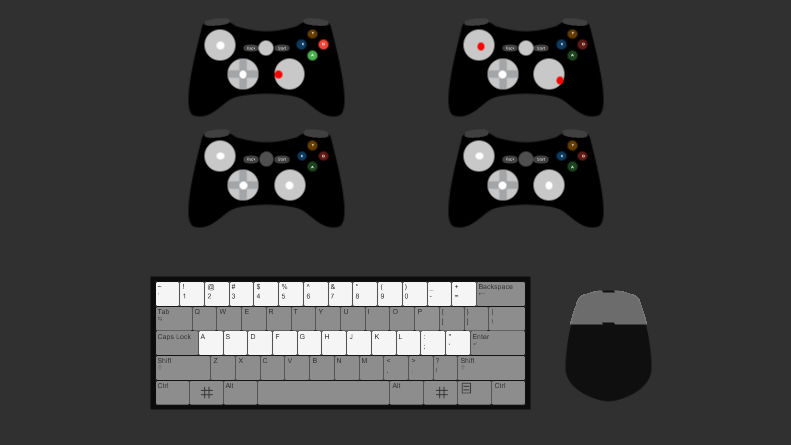 Y
X B
A
Back Start
Y
X B
A
Back Start
Y
X B
A
Back Start
Y
X B
A
Back Start
~ ! @ # $ % ^ & * ( ) _ + Backspace
` 1 2 3 4 5 6 7 8 9 0 - =
Tab Q W E R T Y U I O P { } |
[ ] \
Caps Lock A S D F G H J K L : " Enter
; '
Shift Z X C V B N M < > ? Shift
, . /
Ctrl Alt Alt Ctrl